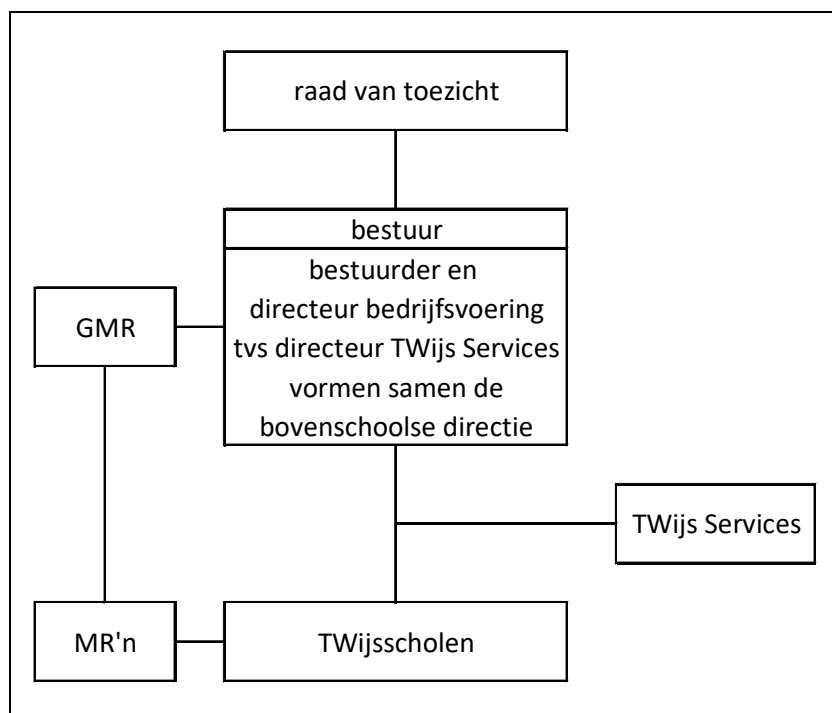 raad van toezicht
bestuur
bestuurder en
directeur bedrijfsvoering
tvs directeur TWijs Services
vormen samen de
bovenschoolse directie
GMR
TWijs Services
MR'n
TWijsscholen